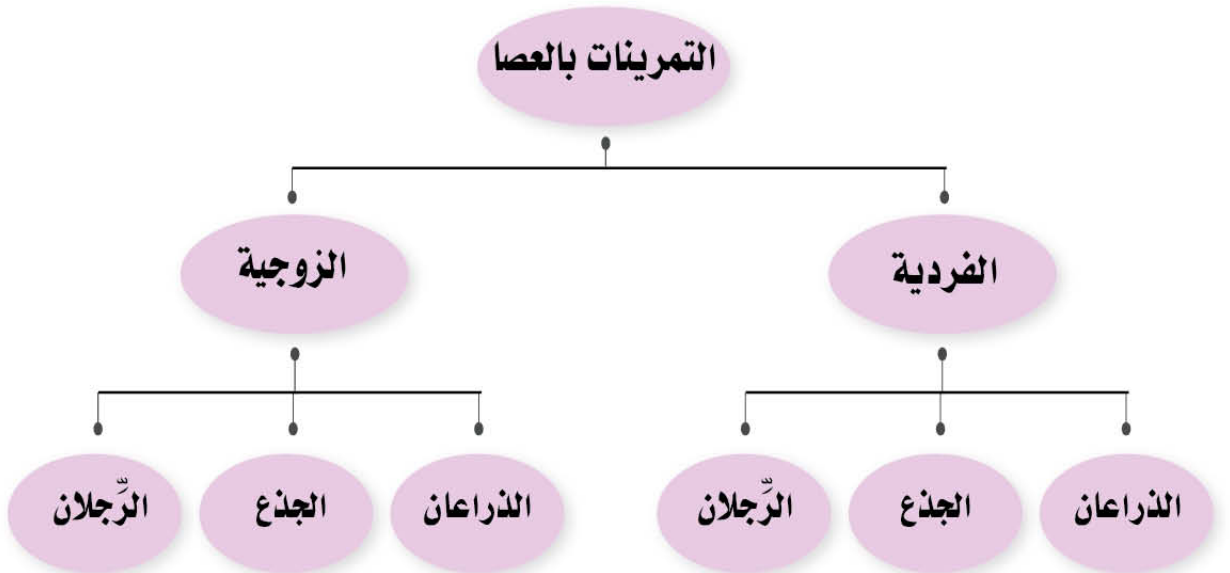 التمرينات بالعصا
الفردية
الزوجية
الذراعان
الجذع
الرَّجلان
الذراعان
الجذع
الرَّجلان